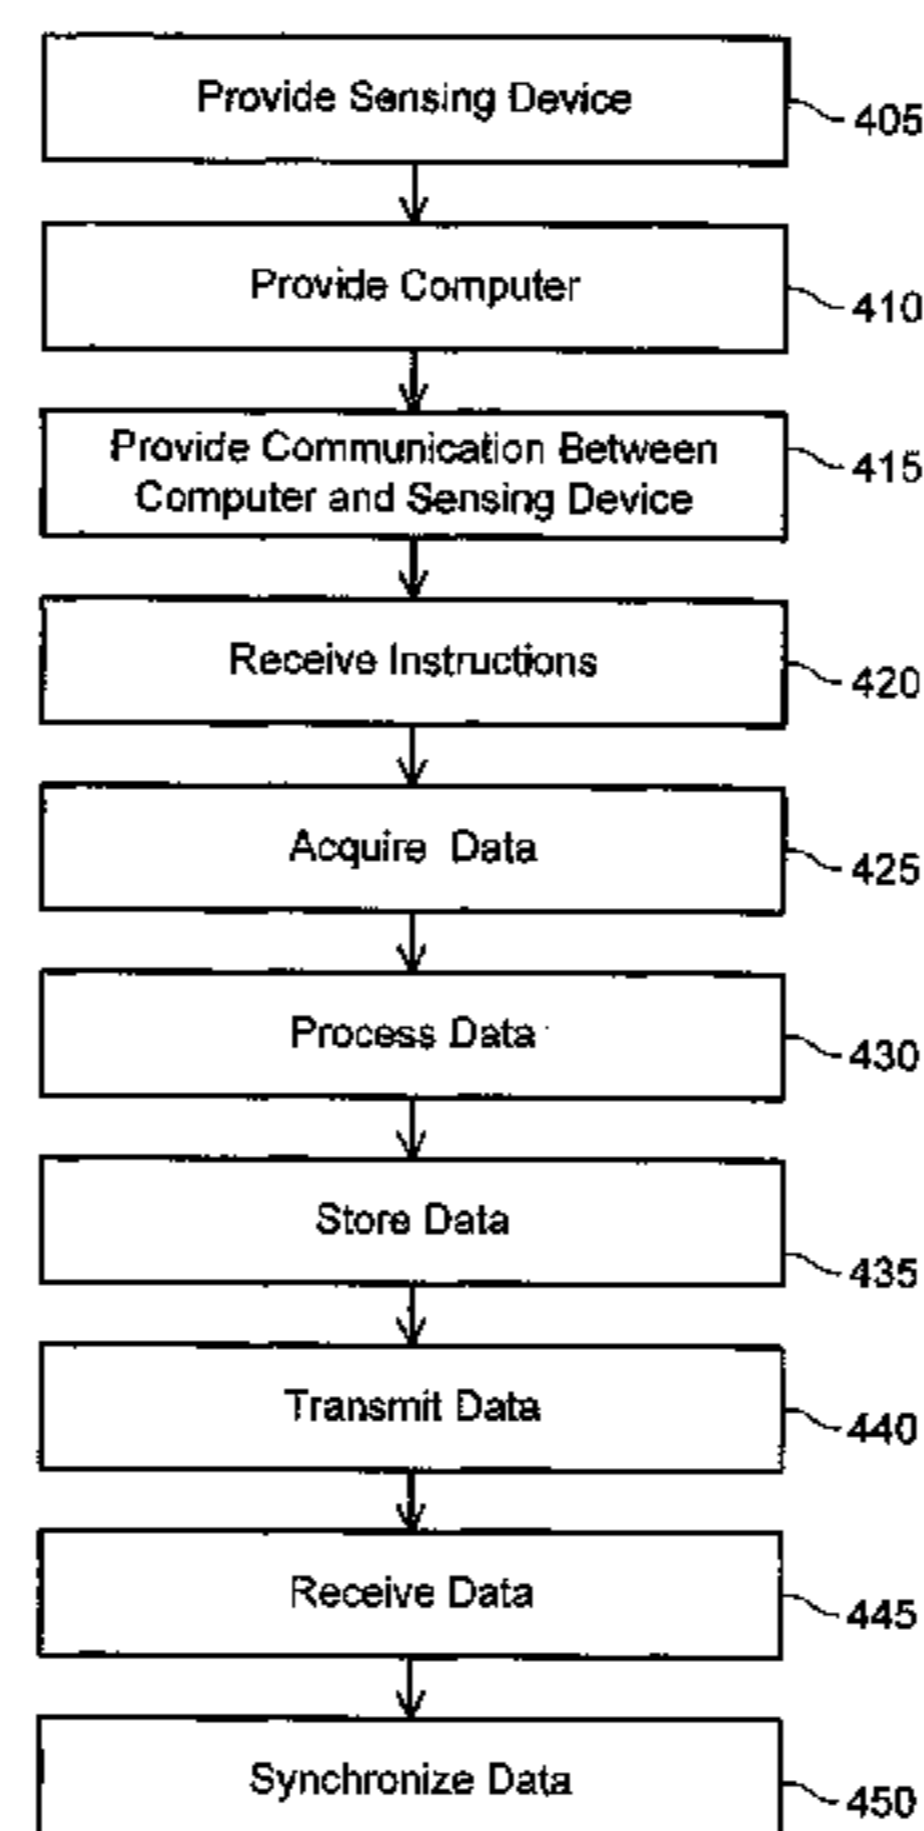 Provide Sensing Device
405
Provide Computer
410
Provide Communication Between
Computer and Sensing Device
415
Receive Instructions
420
Acquire Data
425
Process Data
430
Store Data
435
Transmit Data
440
Receive Data
445
Synchronize Data
450